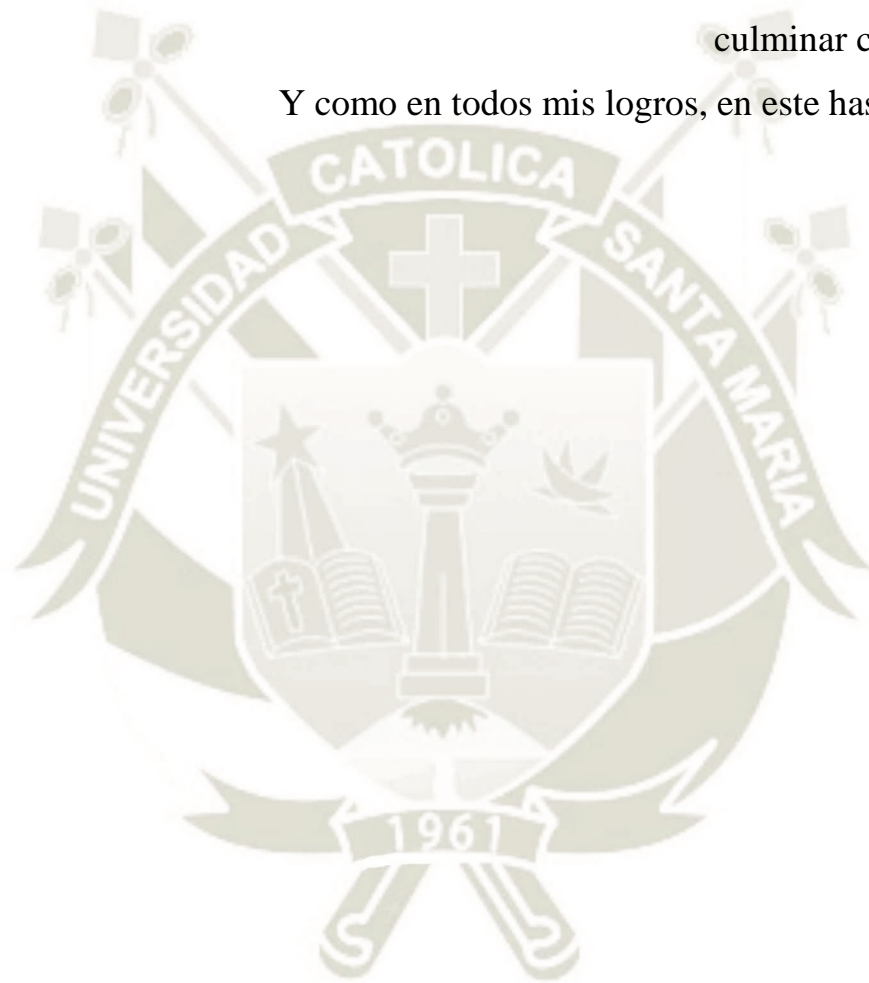 culminar c
Y como en todos mis logros, en este has
CATOLICA
UNIVERSIDAD
SANTA MARIA
1961